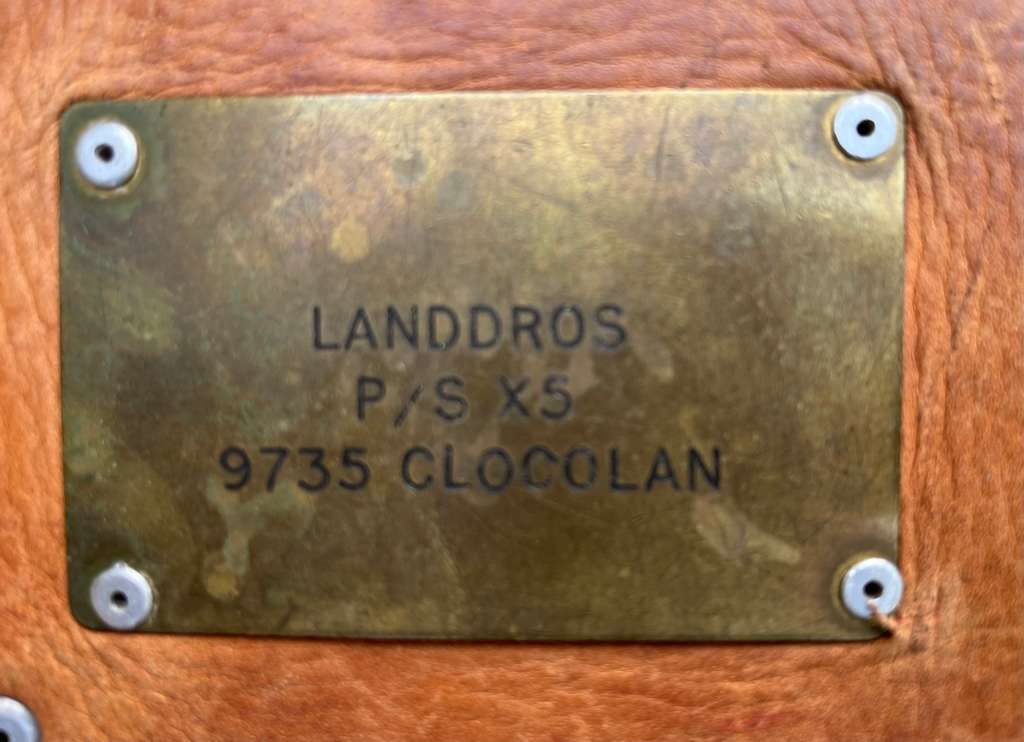 LANDDROS
P/S X5
9735 CLOCOLAN